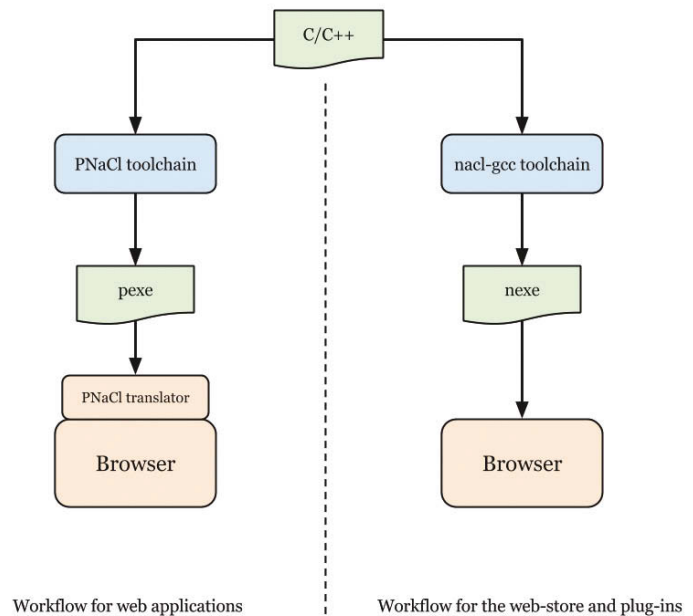 C/C++
PNaCl toolchain
nacl-gcc toolchain
pexe
nexe
PNaCl translator
Browser
Browser
Workflow for web applications
Workflow for the web-store and plug-ins